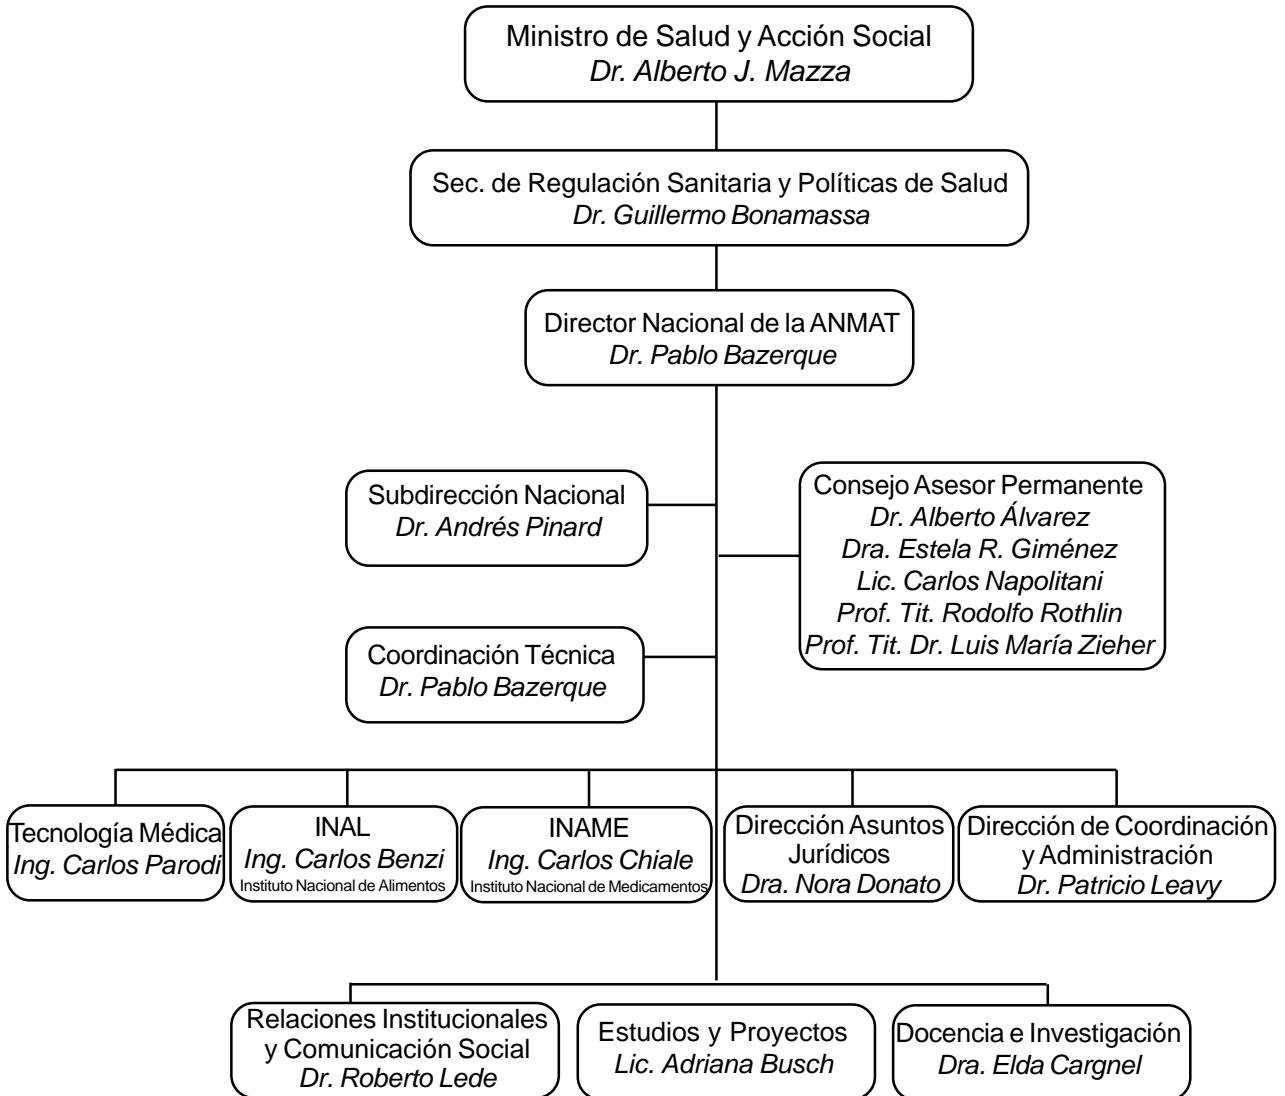 Ministro de Salud y Acción Social
Dr. Alberto J. Mazza
Sec. de Regulación Sanitaria y Políticas de Salud
Dr. Guillermo Bonamassa
Director Nacional de la ANMAT
Dr. Pablo Bazerque
Subdirección Nacional
Dr. Andrés Pinard
Consejo Asesor Permanente
Dr. Alberto Álvarez
Dra. Estela R. Giménez
Lic. Carlos Napolitani
Prof. Tit. Rodolfo Rothlin
Prof. Tit. Dr. Luis María Zieher
Coordinación Técnica
Dr. Pablo Bazerque
Tecnología Médica
Ing. Carlos Parodi
INAL
Ing. Carlos Benzi
Instituto Nacional de Alimentos
INAME
Ing. Carlos Chiale
Instituto Nacional de Medicamentos
Dirección Asuntos
Jurídicos
Dra. Nora Donato
Dirección de Coordinación
y Administración
Dr. Patricio Leavy
Relaciones Institucionales
y Comunicación Social
Dr. Roberto Lede
Estudios y Proyectos
Lic. Adriana Busch
Docencia e Investigación
Dra. Elda Cargnel